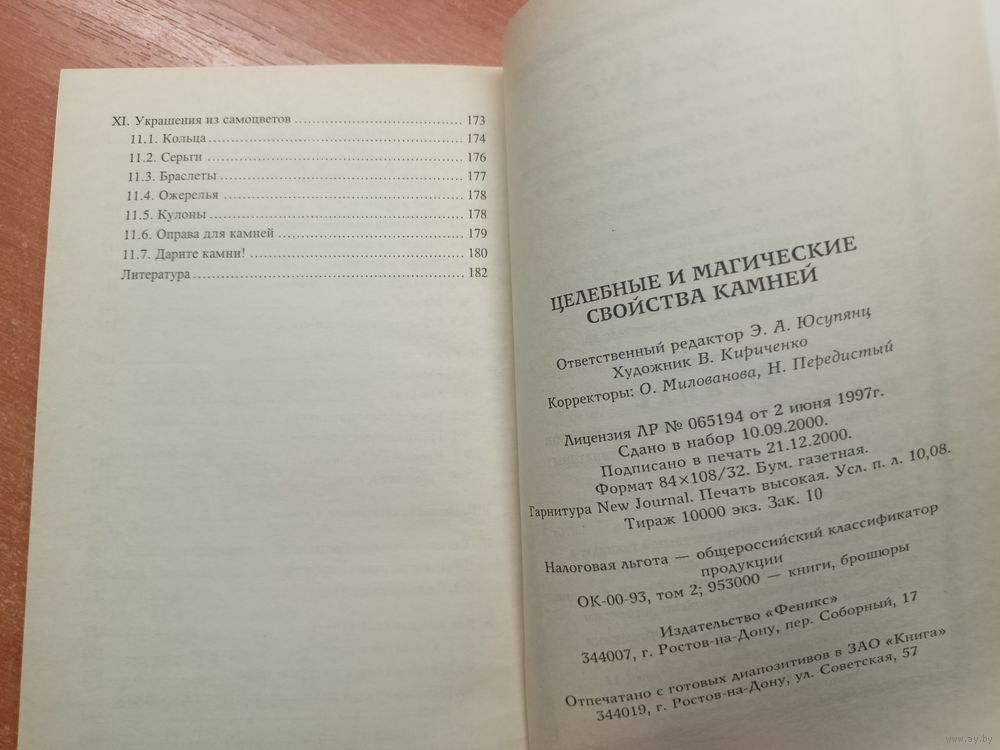 XI. Украшения из самоцветов ........ 173
11.1. Кольца ........ 174
11.2. Серьги ........ 176
11.3. Браслеты ........ 177
11.4. Ожерелья ........ 178
11.5. Кулоны ........ 178
11.6. Оправа для камней ........ 179
11.7. Дарите камни! ........ 180
Литература ........ 182
ЦЕЛЕБНЫЕ И МАГИЧЕСКИЕ
СВОЙСТВА КАМНЕЙ
Ответственный редактор Э. А. Юсупянц
Художник В. Кириченко
Корректоры: О. Милованова, Н. Передистый
Лицензия ЛР № 065194 от 2 июня 1997г.
Сдано в набор 10.09.2000.
Подписано в печать 21.12.2000.
Формат 84×108/32. Бум. газетная.
Гарнитура New Journal. Печать высокая. Усл. п. л. 10,08.
Тираж 10000 экз. Зак. 10
Налоговая льгота — общероссийский классификатор
продукции
ОК-00-93, том 2; 953000 — книги, брошюры
Издательство «Феникс»
344007, г. Ростов-на-Дону, пер. Соборный, 17
Отпечатано с готовых диапозитивов в ЗАО «Книга»
344019, г. Ростов-на-Дону, ул. Советская, 57
www.ay.by